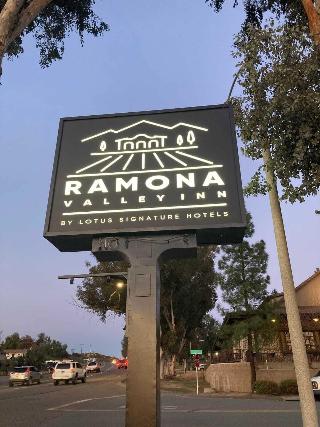 RAMONA
VALLEY INN
BY LOTUS SIGNATURE HOTELS